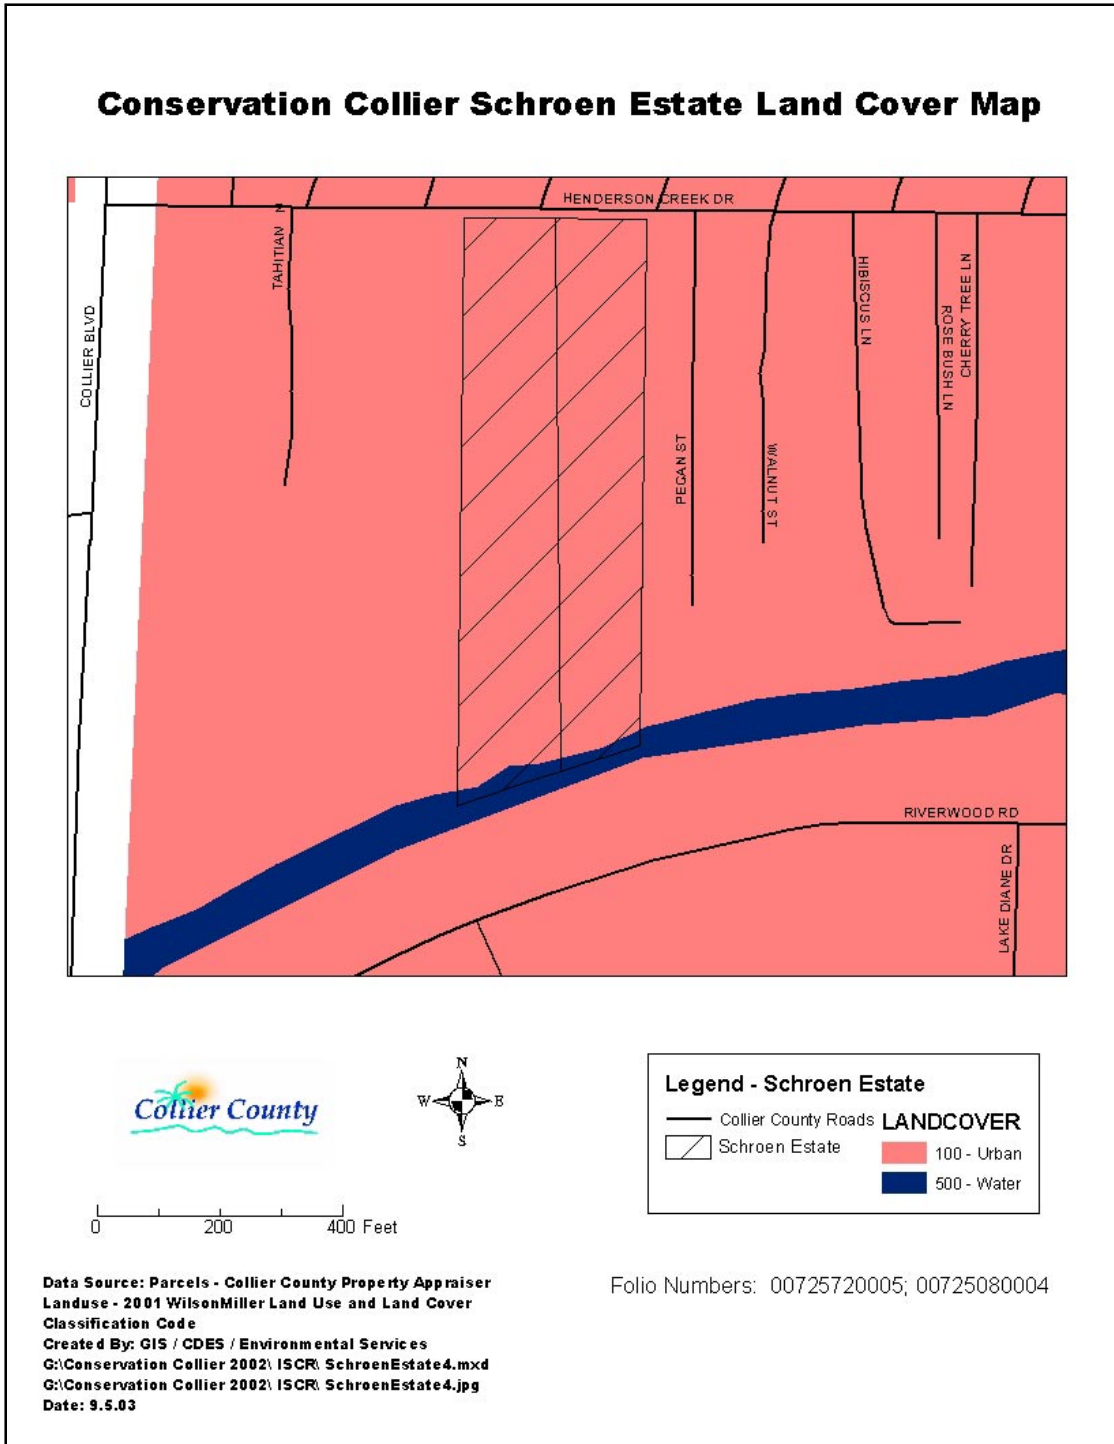 Conservation Collier Schroen Estate Land Cover Map
HENDERSON CREEK DR
TAHITIAN N
COLLIER BLVD
PECAN ST
WALNUT ST
HIBISCUS LN
ROSE BUSH LN
CHERRY TREE LN
RIVERWOOD RD
LAKE DIANE DR
Collier County
N
W E
S
0 200 400 Feet
Legend - Schroen Estate
Collier County Roads
Schroen Estate
LANDCOVER
100 - Urban
500 - Water
Data Source: Parcels - Collier County Property Appraiser
Landuse - 2001 WilsonMiller Land Use and Land Cover
Classification Code
Created By: GIS / CDES / Environmental Services
G:\Conservation Collier 2002\ ISCR\ SchroenEstate4.mxd
G:\Conservation Collier 2002\ ISCR\ SchroenEstate4.jpg
Date: 9.5.03
Folio Numbers: 00725720005; 00725080004